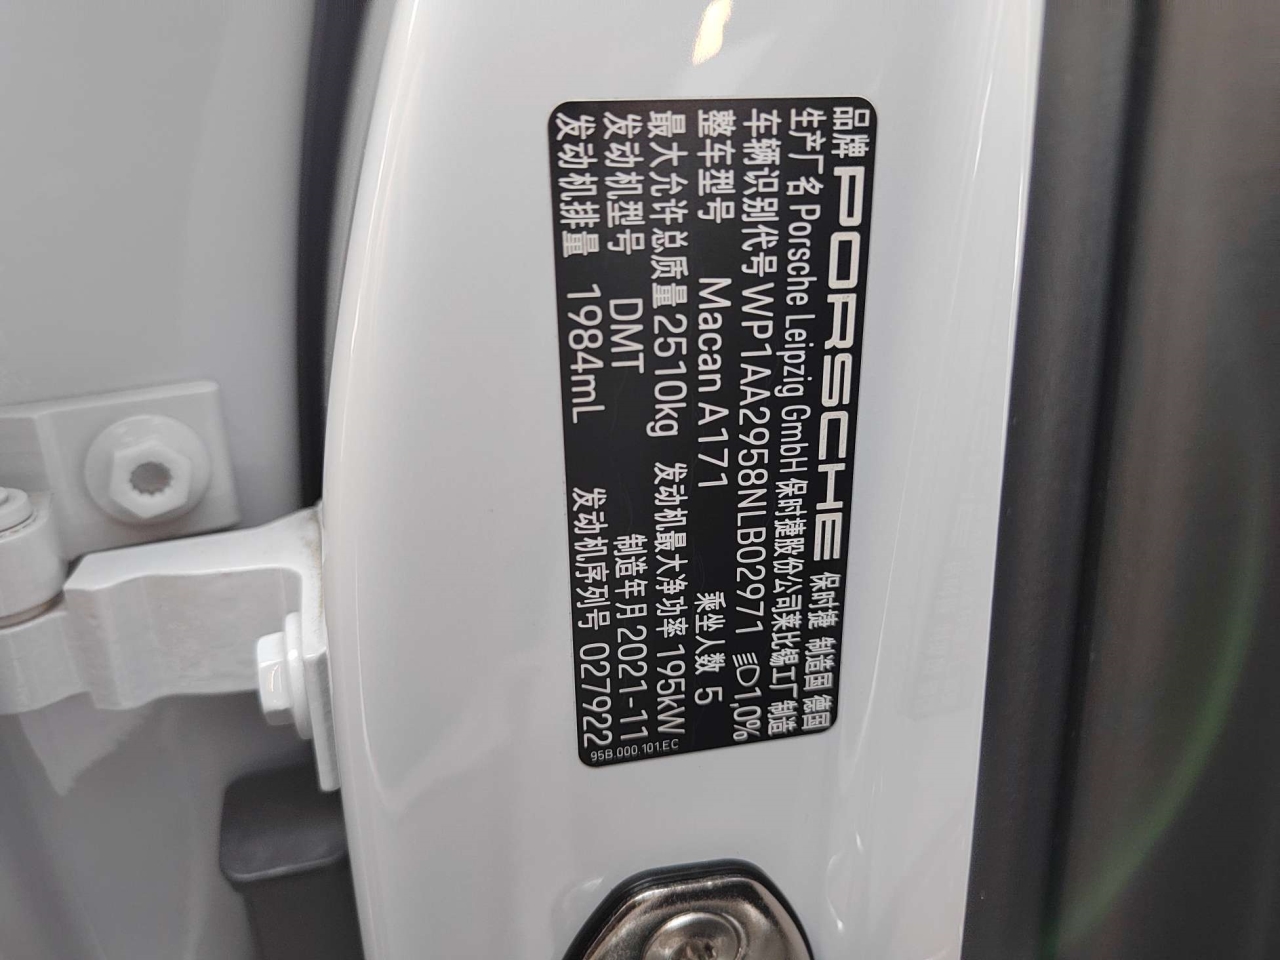 品牌 PORSCHE 保时捷 制造国 德国
生产厂名 Porsche Leipzig GmbH 保时捷股份公司莱比锡工厂制造
车辆识别代号 WP1AA2958NLB02971 1,0%
整车型号 Macan A171 乘坐人数 5
最大允许总质量 2510kg 发动机最大净功率 195kW
发动机型号 DMT 制造年月 2021-11
发动机排量 1984mL 发动机序列号 027922
95B.000.101.EC